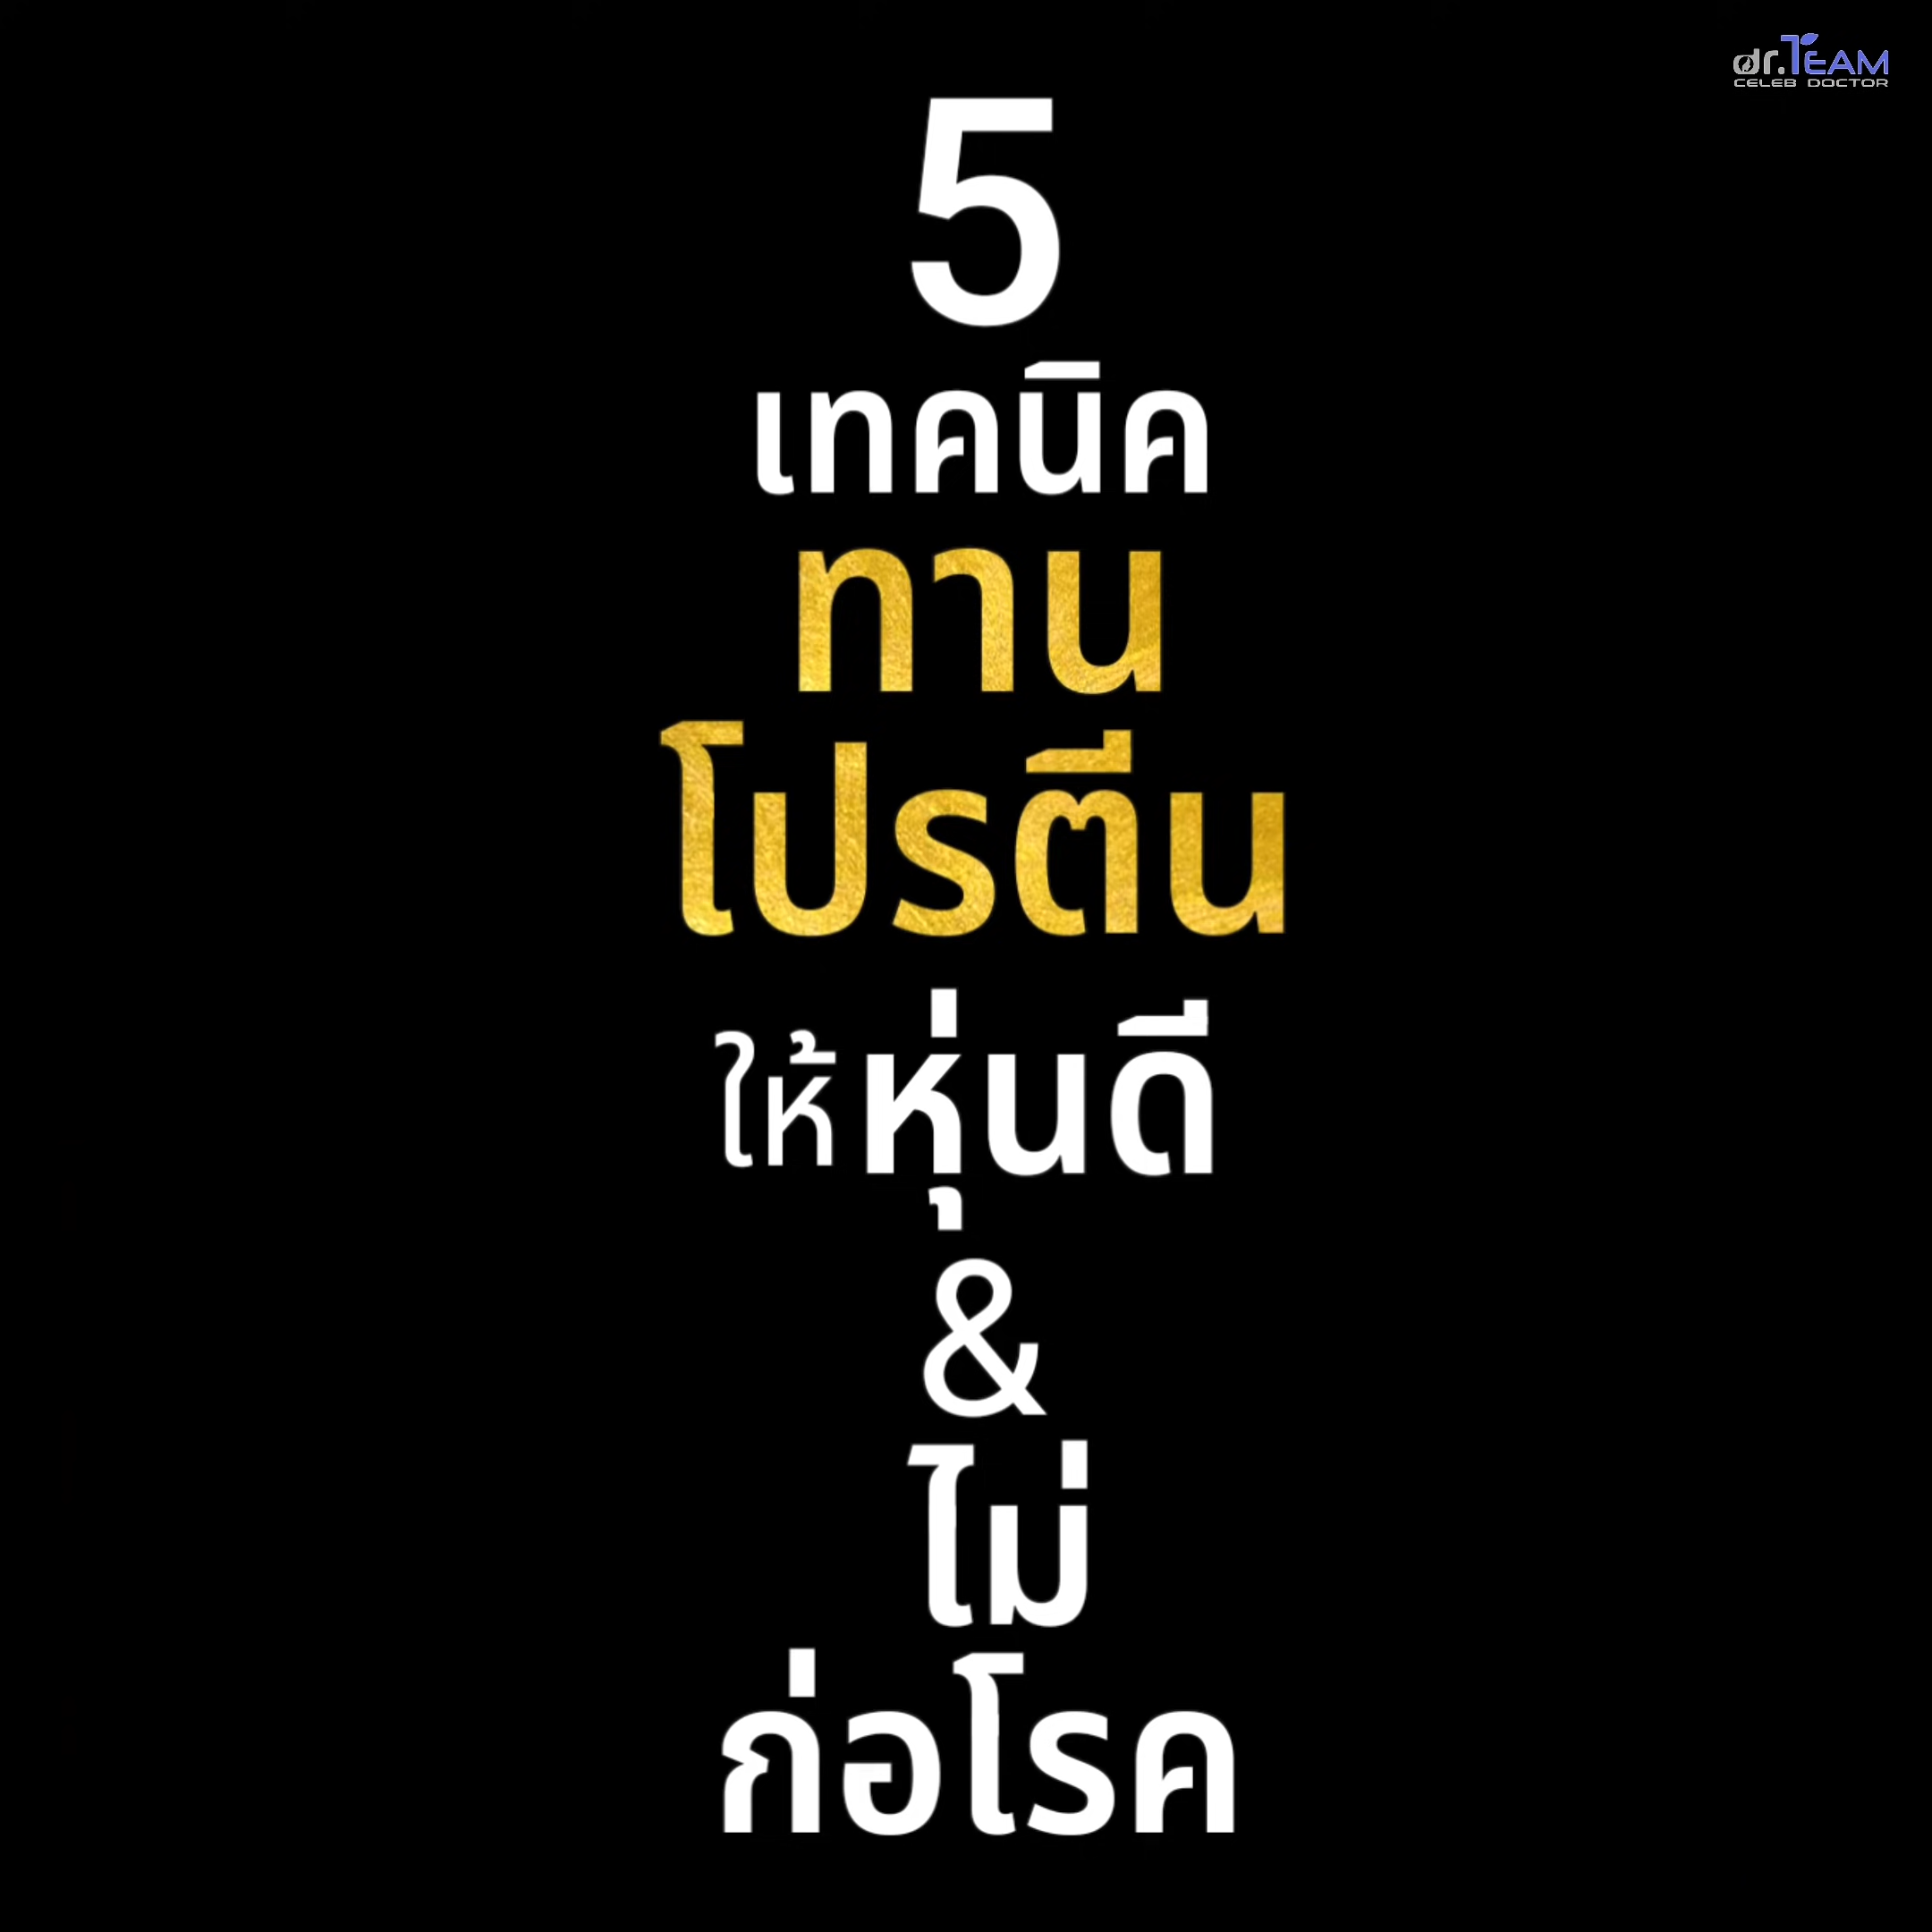 dr.TEAM
CELEB DOCTOR
5
เทคนิค
ทาน
โปรตีน
ให้ หุ่นดี
&
ไม่
ก่อโรค